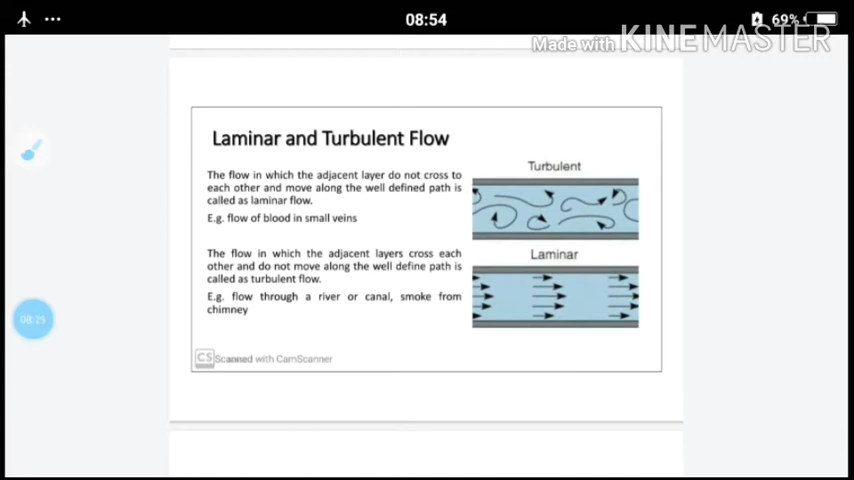 08:54
69%
Made with KINEMASTER
Laminar and Turbulent Flow
The flow in which the adjacent layer do not cross to
each other and move along the well defined path is
called as laminar flow.
E.g. flow of blood in small veins
The flow in which the adjacent layers cross each
other and do not move along the well define path is
called as turbulent flow.
E.g. flow through a river or canal, smoke from
chimney
Turbulent
Laminar
08:25
CS Scanned with CamScanner